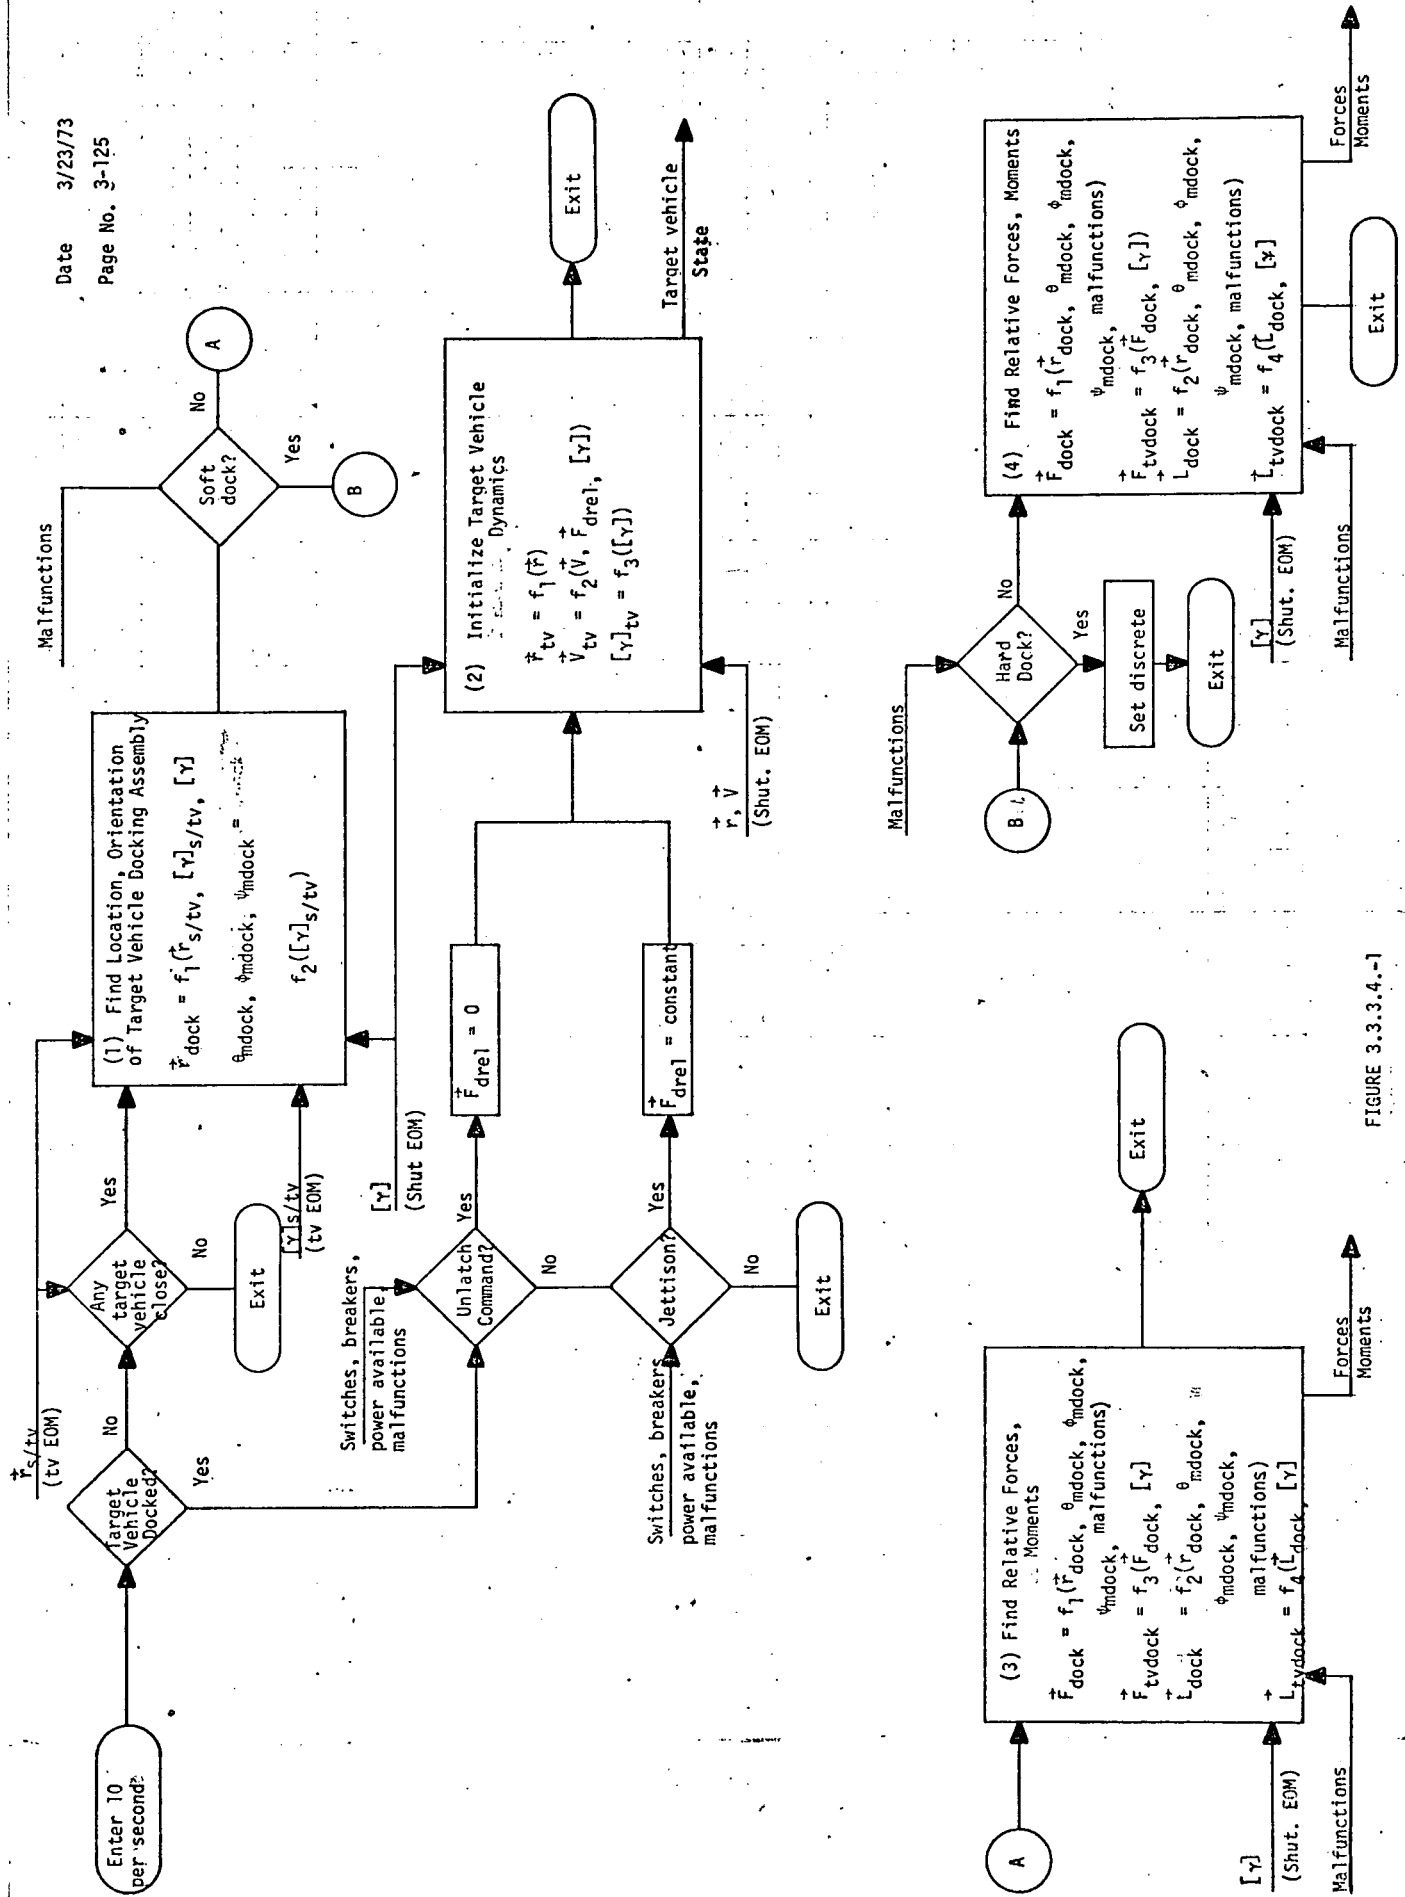 Date 3/23/73
Page No. 3-125
Enter 10
per second
Target
Vehicle
Docked?
No
Yes
r⃗s/tv
(tv EOM)
Any
target
vehicle
close?
Yes
No
Exit
[γ]s/tv
(tv EOM)
(1) Find Location, Orientation
of Target Vehicle Docking Assembly
r⃗dock = f1(r⃗s/tv, [γ]s/tv, [γ]
θmdock, φmdock, ψmdock =
f2([γ]s/tv)
Malfunctions
Soft
dock?
No
A
Yes
B
[γ]
(Shut EOM)
Switches, breakers,
power available,
malfunctions
Unlatch
Command?
Yes
No
F⃗drel = 0
Switches, breakers
power available,
malfunctions
Jettison?
Yes
No
Exit
F⃗drel = constant
r⃗, V⃗
(Shut. EOM)
(2) Initialize Target Vehicle
Dynamics
r⃗tv = f1(r⃗)
V⃗tv = f2(V⃗, F⃗drel, [γ])
[γ]tv = f3([γ])
Exit
Target vehicle
State
A
[γ]
(Shut. EOM)
Malfunctions
(3) Find Relative Forces,
Moments
F⃗dock = f1(r⃗dock, θmdock, φmdock,
ψmdock, malfunctions)
F⃗tvdock = f3(F⃗dock, [γ]
L⃗dock = f2(r⃗dock, θmdock,
φmdock, ψmdock,
malfunctions)
L⃗tvdock = f4(L⃗dock, [γ]
Exit
Forces
Moments
Malfunctions
B
Hard
Dock?
No
Yes
Set discrete
Exit
[γ]
(Shut. EOM)
Malfunctions
(4) Find Relative Forces, Moments
F⃗dock = f1(r⃗dock, θmdock, φmdock,
ψmdock, malfunctions)
F⃗tvdock = f3(F⃗dock, [γ])
L⃗dock = f2(r⃗dock, θmdock, φmdock,
ψmdock, malfunctions)
L⃗tvdock = f4(L⃗dock, [γ]
Exit
Forces
Moments
FIGURE 3.3.3.4.-1